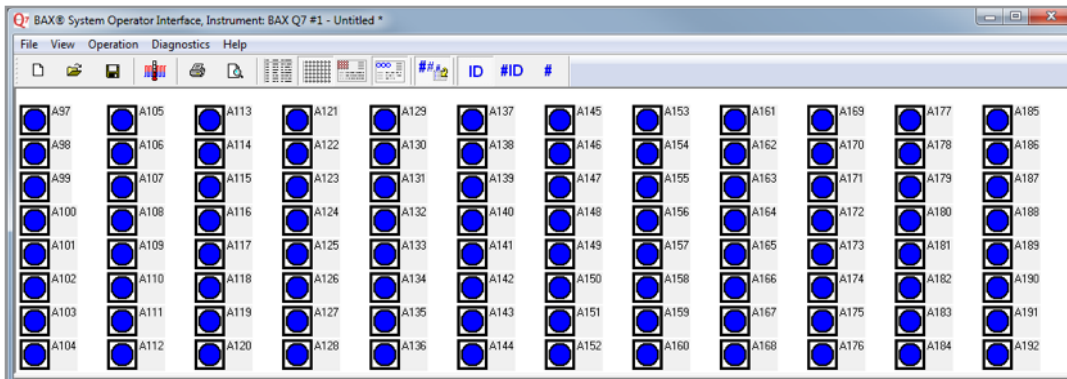 Q7 BAX® System Operator Interface, Instrument: BAX Q7 #1 - Untitled *
File View Operation Diagnostics Help
##,# ID #ID #
A97 A105 A113 A121 A129 A137 A145 A153 A161 A169 A177 A185
A98 A106 A114 A122 A130 A138 A146 A154 A162 A170 A178 A186
A99 A107 A115 A123 A131 A139 A147 A155 A163 A171 A179 A187
A100 A108 A116 A124 A132 A140 A148 A156 A164 A172 A180 A188
A101 A109 A117 A125 A133 A141 A149 A157 A165 A173 A181 A189
A102 A110 A118 A126 A134 A142 A150 A158 A166 A174 A182 A190
A103 A111 A119 A127 A135 A143 A151 A159 A167 A175 A183 A191
A104 A112 A120 A128 A136 A144 A152 A160 A168 A176 A184 A192